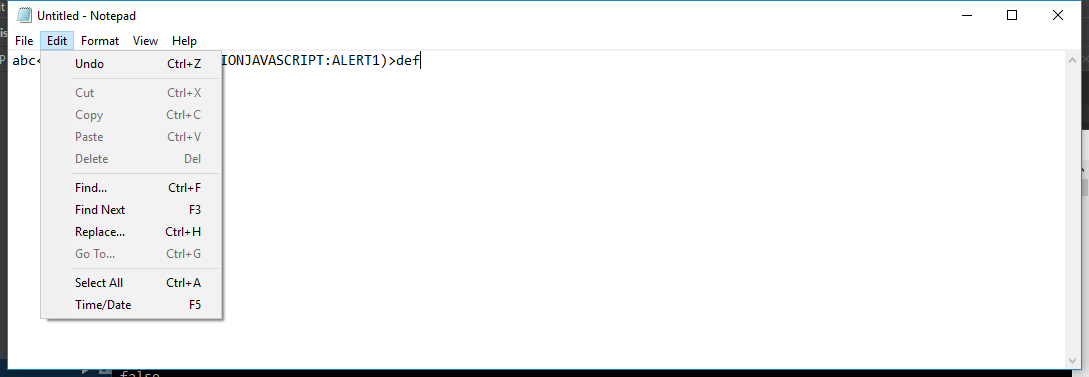 Untitled - Notepad
File Edit Format View Help
abc< IONJAVASCRIPT:ALERT1)>def
Undo Ctrl+Z
Cut Ctrl+X
Copy Ctrl+C
Paste Ctrl+V
Delete Del
Find... Ctrl+F
Find Next F3
Replace... Ctrl+H
Go To... Ctrl+G
Select All Ctrl+A
Time/Date F5
false